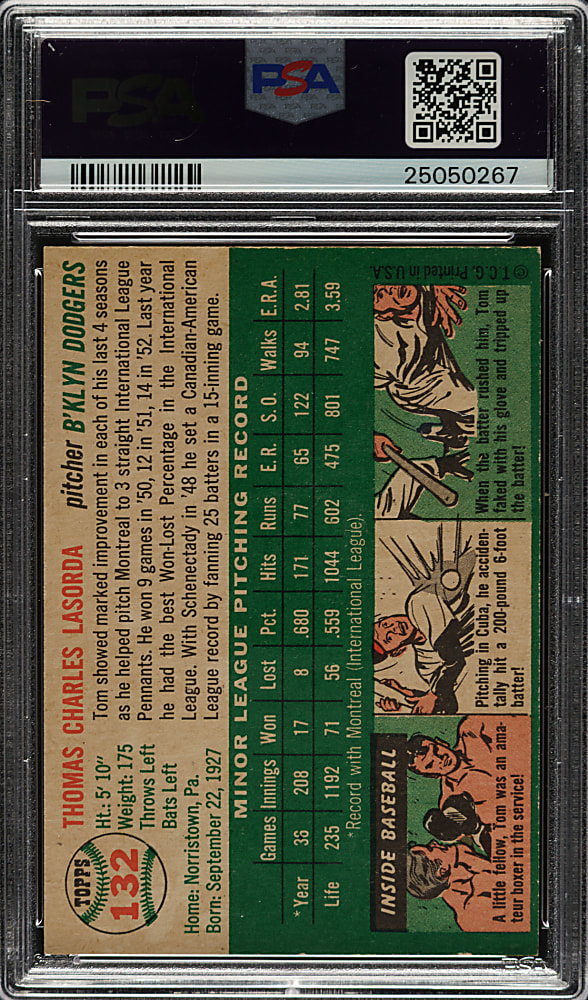 PSA
PSA
25050267
TOPPS
132
THOMAS CHARLES LASORDA pitcher B'KLYN DODGERS
Ht.: 5' 10"
Weight: 175
Throws Left
Bats Left
Home: Norristown, Pa.
Born: September 22, 1927
Tom showed marked improvement in each of his last 4 seasons
as he helped pitch Montreal to 3 straight International League
Pennants. He won 9 games in '50, 12 in '51, 14 in '52. Last year
he had the best Won-Lost Percentage in the International
League. With Schenectady in '48 he set a Canadian-American
League record by fanning 25 batters in a 15-inning game.
MINOR LEAGUE PITCHING RECORD
Games Innings Won Lost Pct. Hits Runs E.R. S.O. Walks E.R.A.
*Year 36 208 17 8 .680 171 77 65 122 94 2.81
Life 235 1192 71 56 .559 1044 602 475 801 747 3.59
*Record with Montreal (International League).
© T.C.G. Printed in U.S.A.
INSIDE BASEBALL
A little fellow, Tom was an ama-
teur boxer in the service!
Pitching in Cuba, he acciden-
tally hit a 200-pound 6-foot
batter!
When the batter rushed him, Tom
faked with his glove and tripped up
the batter!